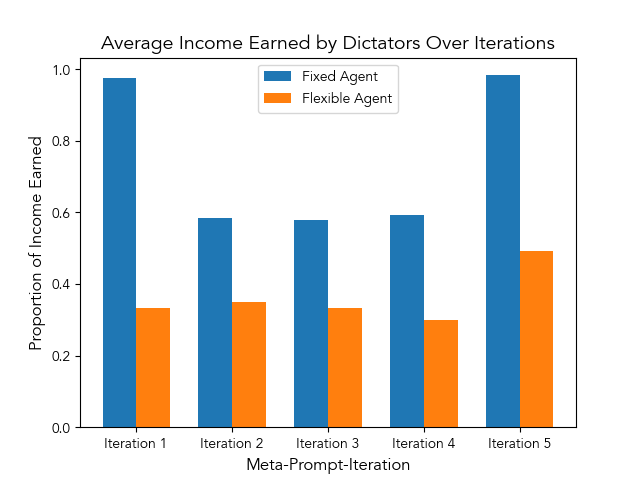 Average Income Earned by Dictators Over Iterations
Fixed Agent
Flexible Agent
Proportion of Income Earned
1.0
0.8
0.6
0.4
0.2
0.0
Iteration 1
Iteration 2
Iteration 3
Iteration 4
Iteration 5
Meta-Prompt-Iteration